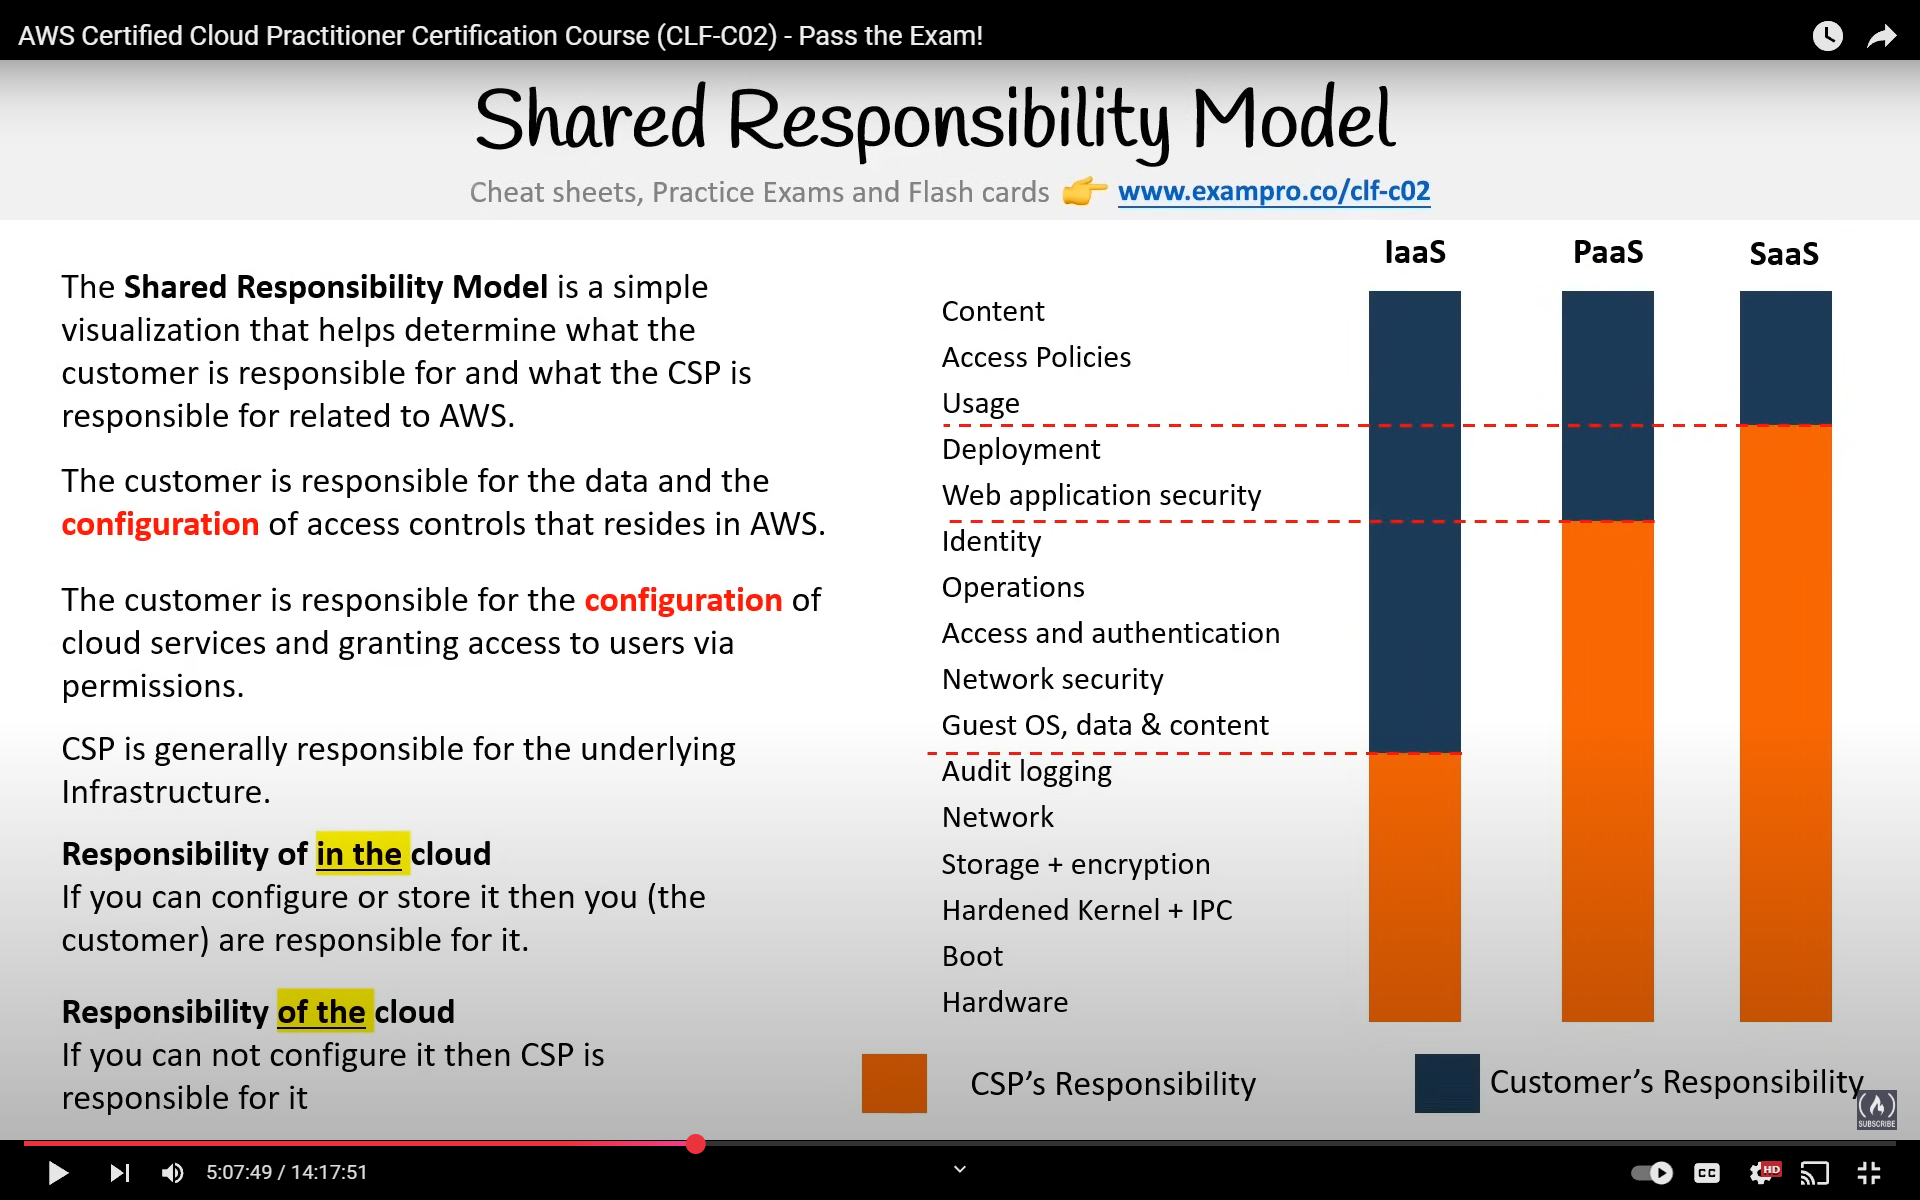 AWS Certified Cloud Practitioner Certification Course (CLF-C02) - Pass the Exam!
Shared Responsibility Model
Cheat sheets, Practice Exams and Flash cards 👉 www.exampro.co/clf-c02
The Shared Responsibility Model is a simple
visualization that helps determine what the
customer is responsible for and what the CSP is
responsible for related to AWS.
The customer is responsible for the data and the
configuration of access controls that resides in AWS.
The customer is responsible for the configuration of
cloud services and granting access to users via
permissions.
CSP is generally responsible for the underlying
Infrastructure.
Responsibility of in the cloud
If you can configure or store it then you (the
customer) are responsible for it.
Responsibility of the cloud
If you can not configure it then CSP is
responsible for it
IaaS PaaS SaaS
Content
Access Policies
Usage
Deployment
Web application security
Identity
Operations
Access and authentication
Network security
Guest OS, data & content
Audit logging
Network
Storage + encryption
Hardened Kernel + IPC
Boot
Hardware
CSP's Responsibility
Customer's Responsibility
SUBSCRIBE
5:07:49 / 14:17:51
CC
HD